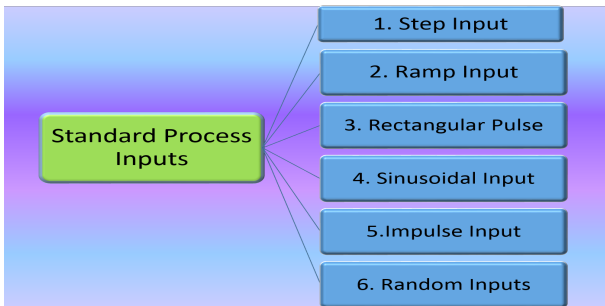 Standard Process
Inputs
1. Step Input
2. Ramp Input
3. Rectangular Pulse
4. Sinusoidal Input
5.Impulse Input
6. Random Inputs